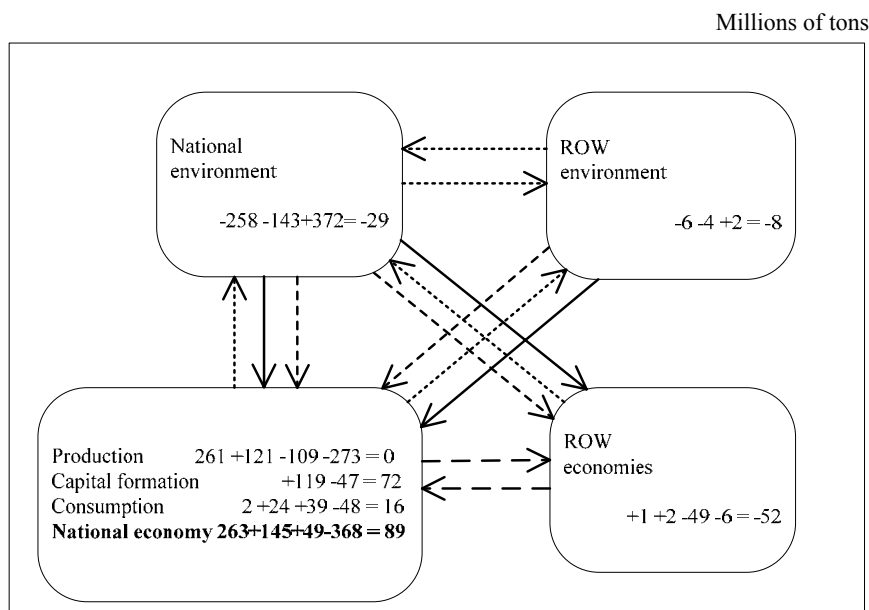 Millions of tons
National
environment
-258 -143+372= -29
ROW
environment
-6 -4 +2 = -8
Production 261 +121 -109 -273 = 0
Capital formation +119 -47 = 72
Consumption 2 +24 +39 -48 = 16
National economy 263+145+49-368 = 89
ROW
economies
+1 +2 -49 -6 = -52